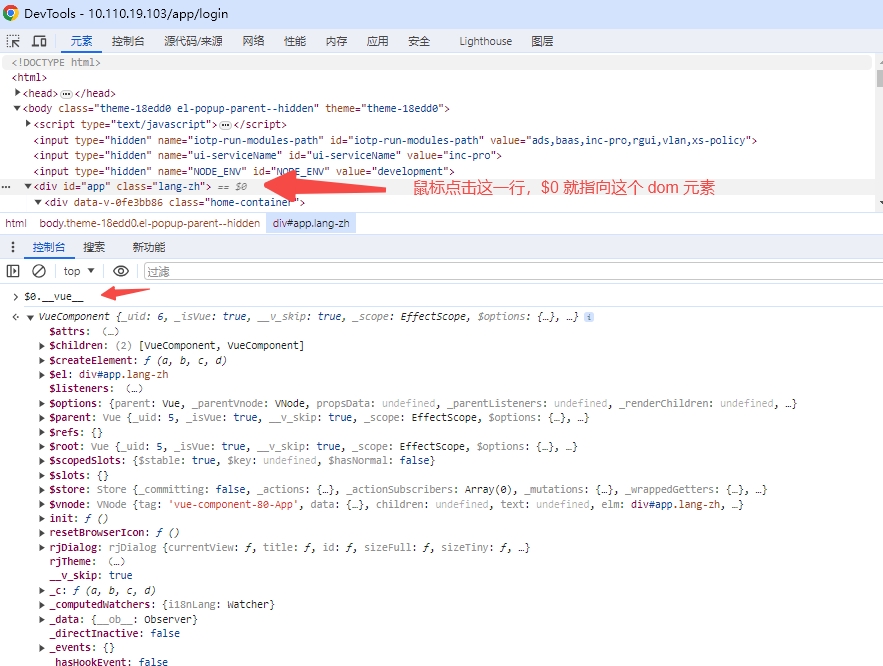 DevTools - 10.110.19.103/app/login
元素 控制台 源代码/来源 网络 性能 内存 应用 安全 Lighthouse 图层
<!DOCTYPE html>
<html>
<head> ⋯ </head>
<body class="theme-18edd0 el-popup-parent--hidden" theme="theme-18edd0">
<script type="text/javascript"> ⋯ </script>
<input type="hidden" name="iotp-run-modules-path" id="iotp-run-modules-path" value="ads,baas,inc-pro,rgui,vlan,xs-policy">
<input type="hidden" name="ui-serviceName" id="ui-serviceName" value="inc-pro">
<input type="hidden" name="NODE_ENV" id="NODE_ENV" value="development">
<div id="app" class="lang-zh"> == $0 鼠标点击这一行，$0 就指向这个 dom 元素
<div data-v-0fe3bb86 class="home-container">
html body.theme-18edd0.el-popup-parent--hidden div#app.lang-zh
控制台 搜索 新功能
top 过滤
> $0.__vue__
VueComponent {_uid: 6, _isVue: true, __v_skip: true, _scope: EffectScope, $options: {…}, …}
$attrs: (…)
$children: (2) [VueComponent, VueComponent]
$createElement: ƒ (a, b, c, d)
$el: div#app.lang-zh
$listeners: (…)
$options: {parent: Vue, _parentVnode: VNode, propsData: undefined, _parentListeners: undefined, _renderChildren: undefined, …}
$parent: Vue {_uid: 5, _isVue: true, __v_skip: true, _scope: EffectScope, $options: {…}, …}
$refs: {}
$root: Vue {_uid: 5, _isVue: true, __v_skip: true, _scope: EffectScope, $options: {…}, …}
$scopedSlots: {$stable: true, $key: undefined, $hasNormal: false}
$slots: {}
$store: Store {_committing: false, _actions: {…}, _actionSubscribers: Array(0), _mutations: {…}, _wrappedGetters: {…}, …}
$vnode: VNode {tag: 'vue-component-80-App', data: {…}, children: undefined, text: undefined, elm: div#app.lang-zh, …}
init: ƒ ()
resetBrowserIcon: ƒ ()
rjDialog: rjDialog {currentView: ƒ, title: ƒ, id: ƒ, sizeFull: ƒ, sizeTiny: ƒ, …}
rjTheme: (…)
__v_skip: true
_c: ƒ (a, b, c, d)
_computedWatchers: {i18nLang: Watcher}
_data: {__ob__: Observer}
_directInactive: false
_events: {}
_hasHookEvent: false